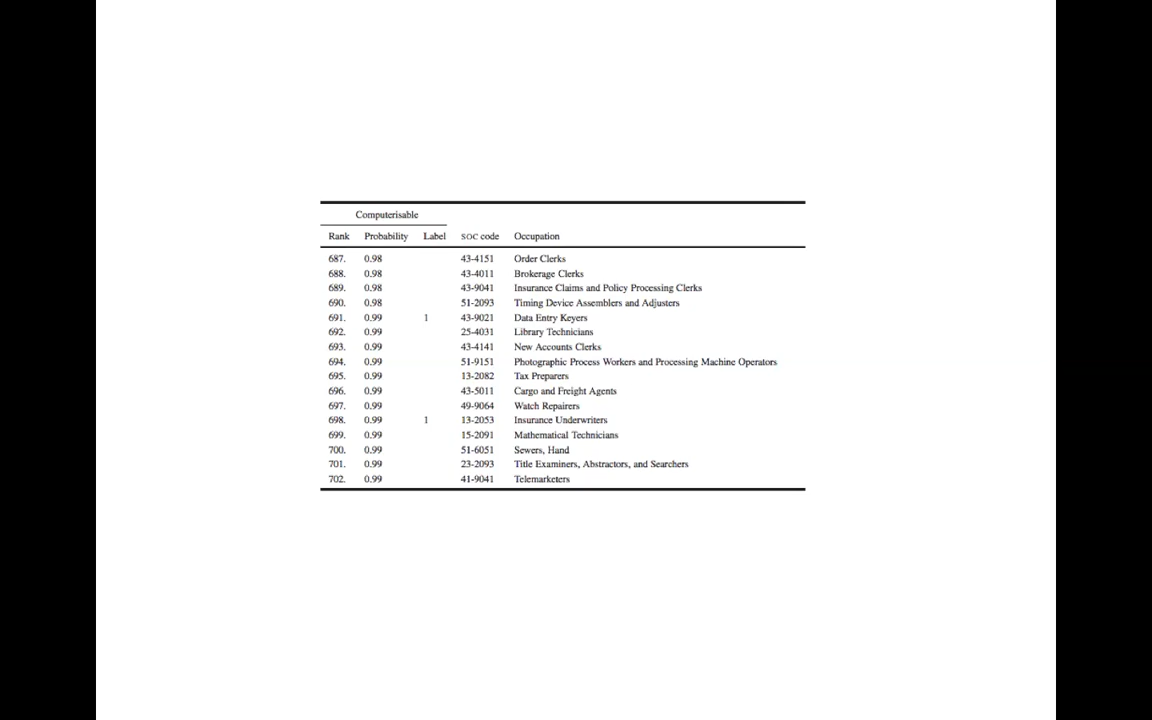 Computerisable
Rank Probability Label SOC code Occupation
687. 0.98 43-4151 Order Clerks
688. 0.98 43-4011 Brokerage Clerks
689. 0.98 43-9041 Insurance Claims and Policy Processing Clerks
690. 0.98 51-2093 Timing Device Assemblers and Adjusters
691. 0.99 1 43-9021 Data Entry Keyers
692. 0.99 25-4031 Library Technicians
693. 0.99 43-4141 New Accounts Clerks
694. 0.99 51-9151 Photographic Process Workers and Processing Machine Operators
695. 0.99 13-2082 Tax Preparers
696. 0.99 43-5011 Cargo and Freight Agents
697. 0.99 49-9064 Watch Repairers
698. 0.99 1 13-2053 Insurance Underwriters
699. 0.99 15-2091 Mathematical Technicians
700. 0.99 51-6051 Sewers, Hand
701. 0.99 23-2093 Title Examiners, Abstractors, and Searchers
702. 0.99 41-9041 Telemarketers